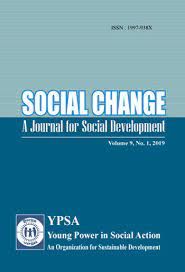 ISSN : 1997-938X
SOCIAL CHANGE
A Journal for Social Development
Volume 9, No. 1, 2019
YPSA
Young Power in Social Action
An Organization for Sustainable Development